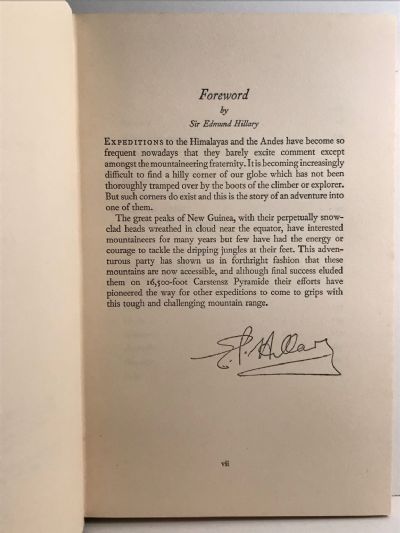 Foreword
by
Sir Edmund Hillary
EXPEDITIONS to the Himalayas and the Andes have become so
frequent nowadays that they barely excite comment except
amongst the mountaineering fraternity. It is becoming increasingly
difficult to find a hilly corner of our globe which has not been
thoroughly tramped over by the boots of the climber or explorer.
But such corners do exist and this is the story of an adventure into
one of them.
The great peaks of New Guinea, with their perpetually snow-
clad heads wreathed in cloud near the equator, have interested
mountaineers for many years but few have had the energy or
courage to tackle the dripping jungles at their feet. This adven-
turous party has shown us in forthright fashion that these
mountains are now accessible, and although final success eluded
them on 16,500-foot Carstensz Pyramide their efforts have
pioneered the way for other expeditions to come to grips with
this tough and challenging mountain range.
E.P. Hillary
vii